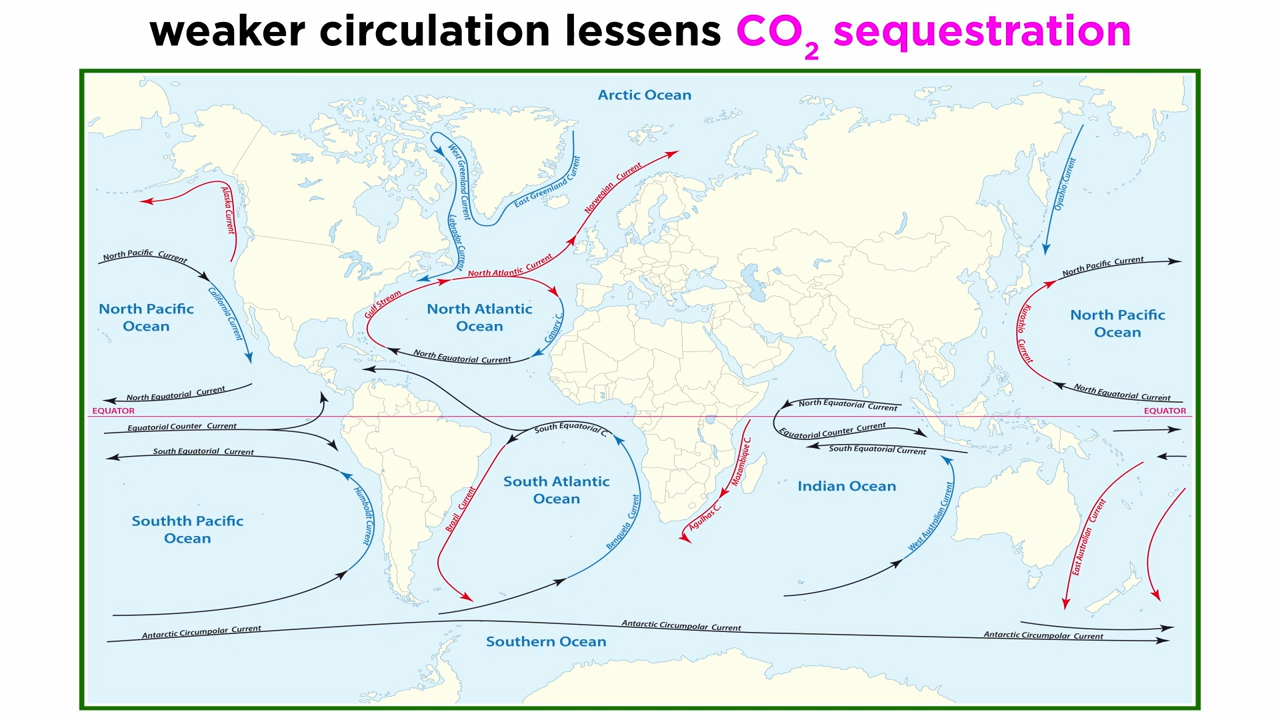 weaker circulation lessens CO₂ sequestration
Arctic Ocean
West Greenland Current
East Greenland Current
Norwegian Current
Oyashio Current
Alaska Current
Labrador Current
North Atlantic Current
North Pacific Current
North Pacific Current
California Current
Gulf Stream
North Pacific
Ocean
North Atlantic
Ocean
Canary C.
Kuroshio Current
North Pacific
Ocean
North Equatorial Current
North Equatorial Current
North Equatorial Current
North Equatorial Current
EQUATOR
EQUATOR
Equatorial Counter Current
South Equatorial C.
Equatorial Counter Current
South Equatorial Current
South Equatorial Current
Mozambique C.
Humboldt Current
South Atlantic
Ocean
Indian Ocean
Brazil Current
Benguela Current
Agulhas C.
West Australian Current
East Australian Current
Southth Pacific
Ocean
Antarctic Circumpolar Current
Antarctic Circumpolar Current
Antarctic Circumpolar Current
Southern Ocean